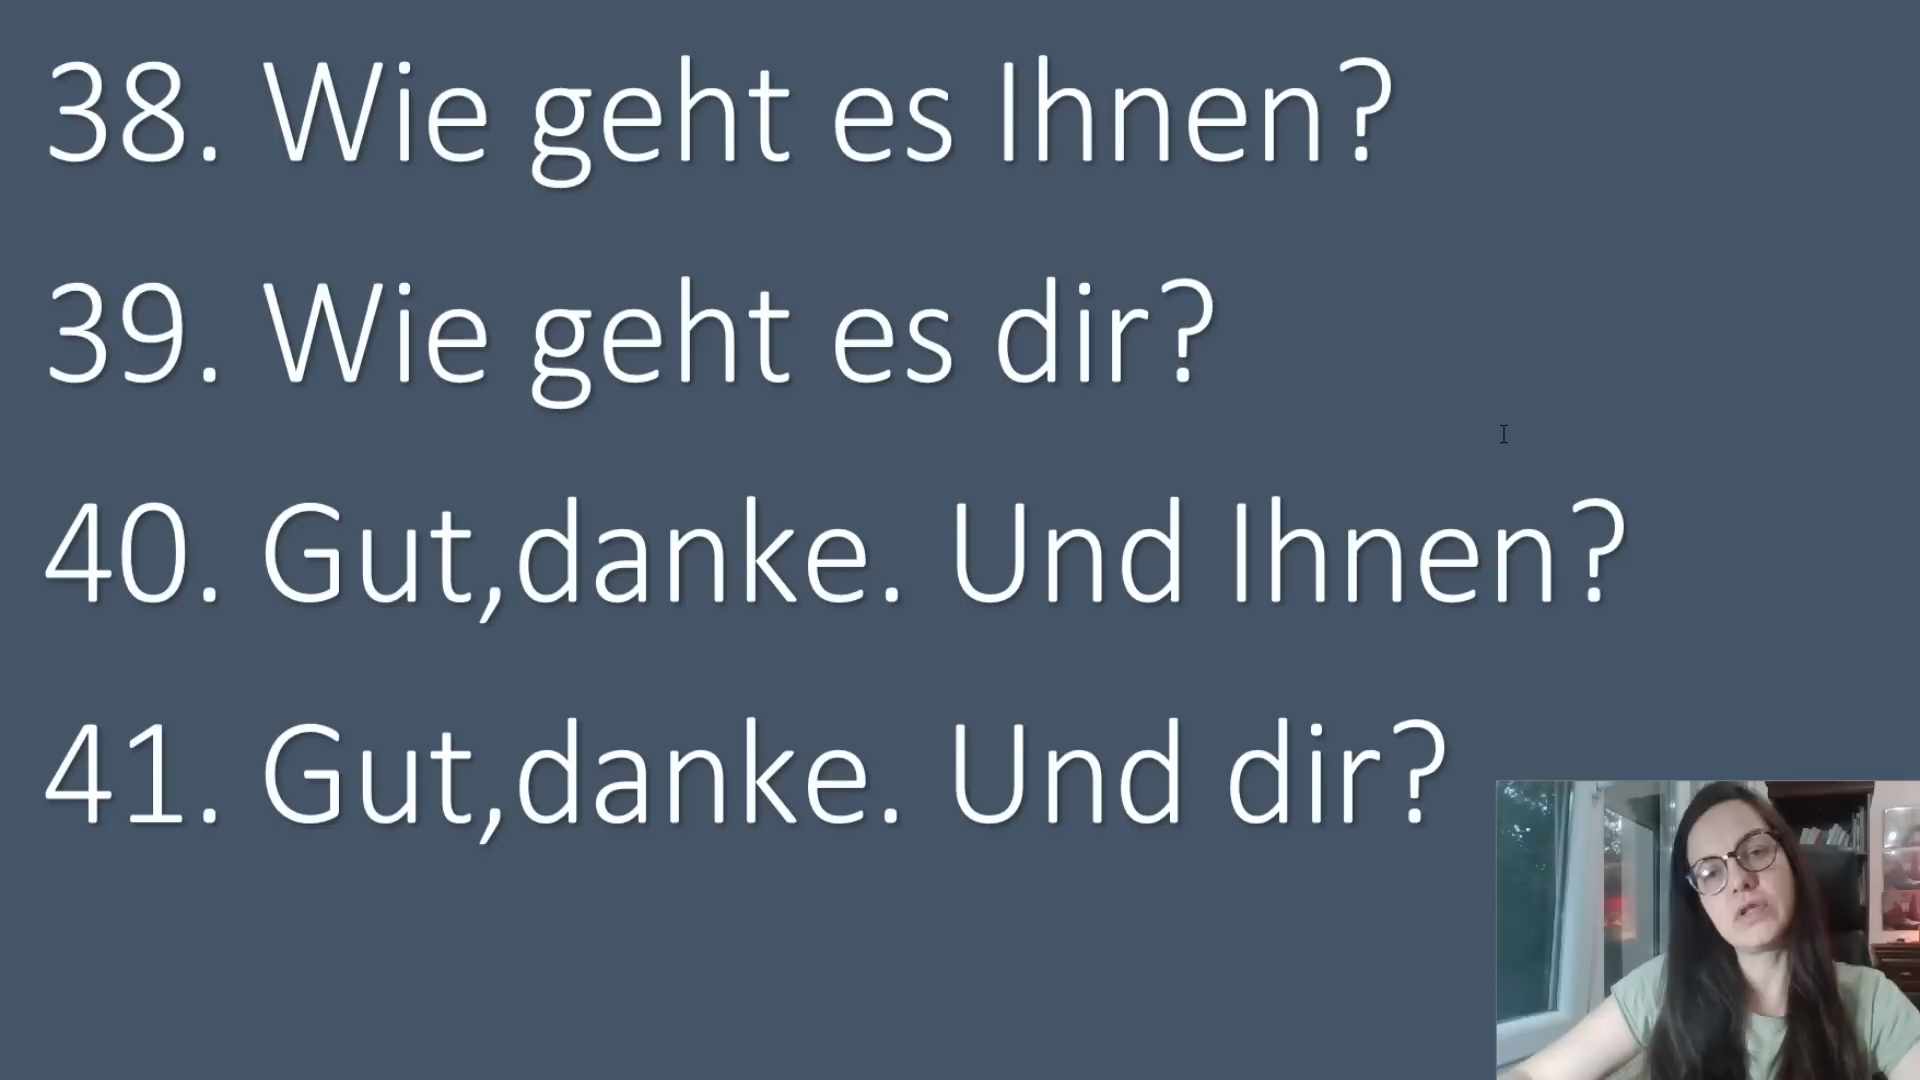 38. Wie geht es Ihnen?
39. Wie geht es dir?
40. Gut,danke. Und Ihnen?
41. Gut,danke. Und dir?